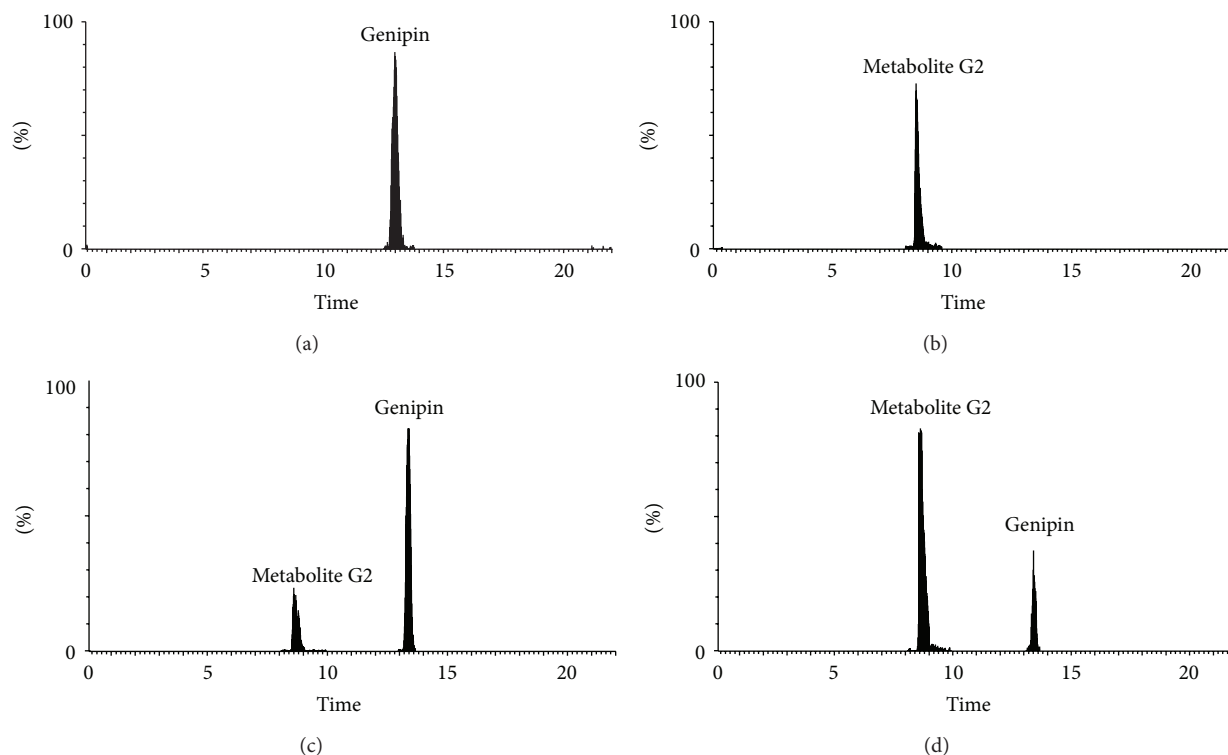 100
Genipin
(%)
0
0 5 10 15 20
Time
(a)
100
Metabolite G2
(%)
0
0 5 10 15 20
Time
(b)
100
Genipin
Metabolite G2
(%)
0
0 5 10 15 20
Time
(c)
100
Metabolite G2
Genipin
(%)
0
0 5 10 15 20
Time
(d)